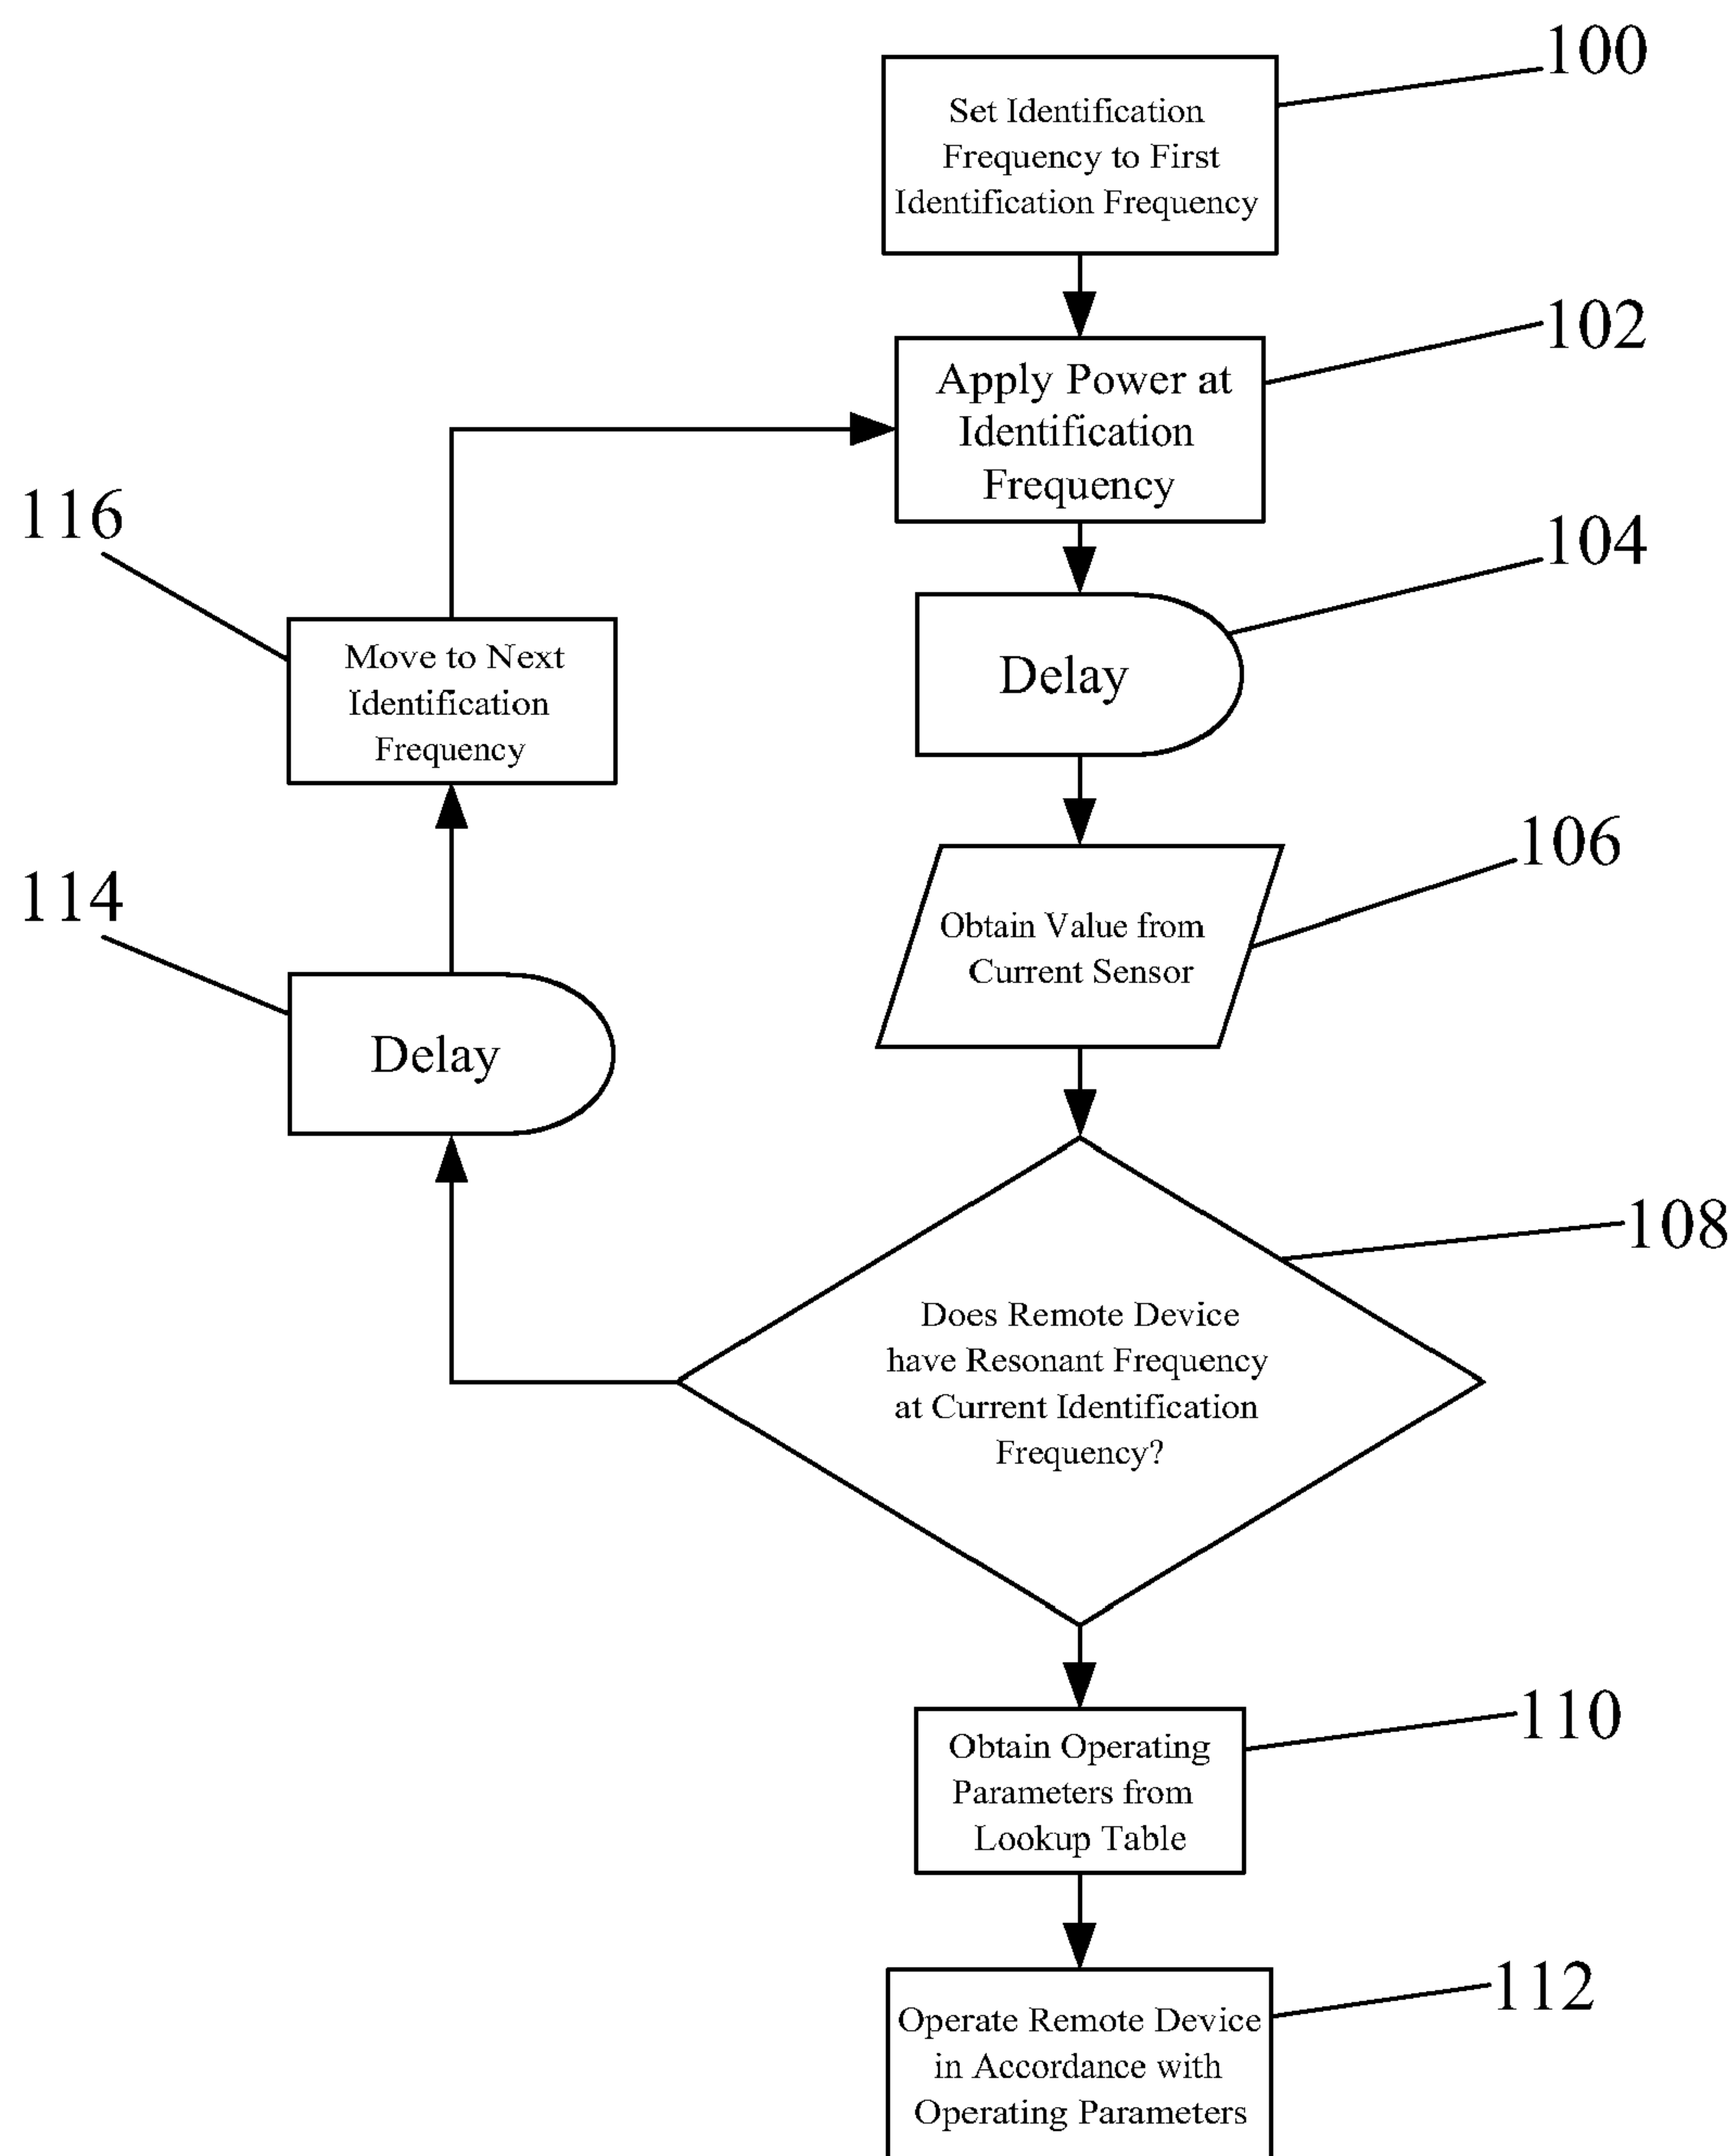 100
Set Identification
Frequency to First
Identification Frequency
102
Apply Power at
Identification
Frequency
104
Delay
116
Move to Next
Identification
Frequency
106
Obtain Value from
Current Sensor
114
Delay
108
Does Remote Device
have Resonant Frequency
at Current Identification
Frequency?
110
Obtain Operating
Parameters from
Lookup Table
112
Operate Remote Device
in Accordance with
Operating Parameters